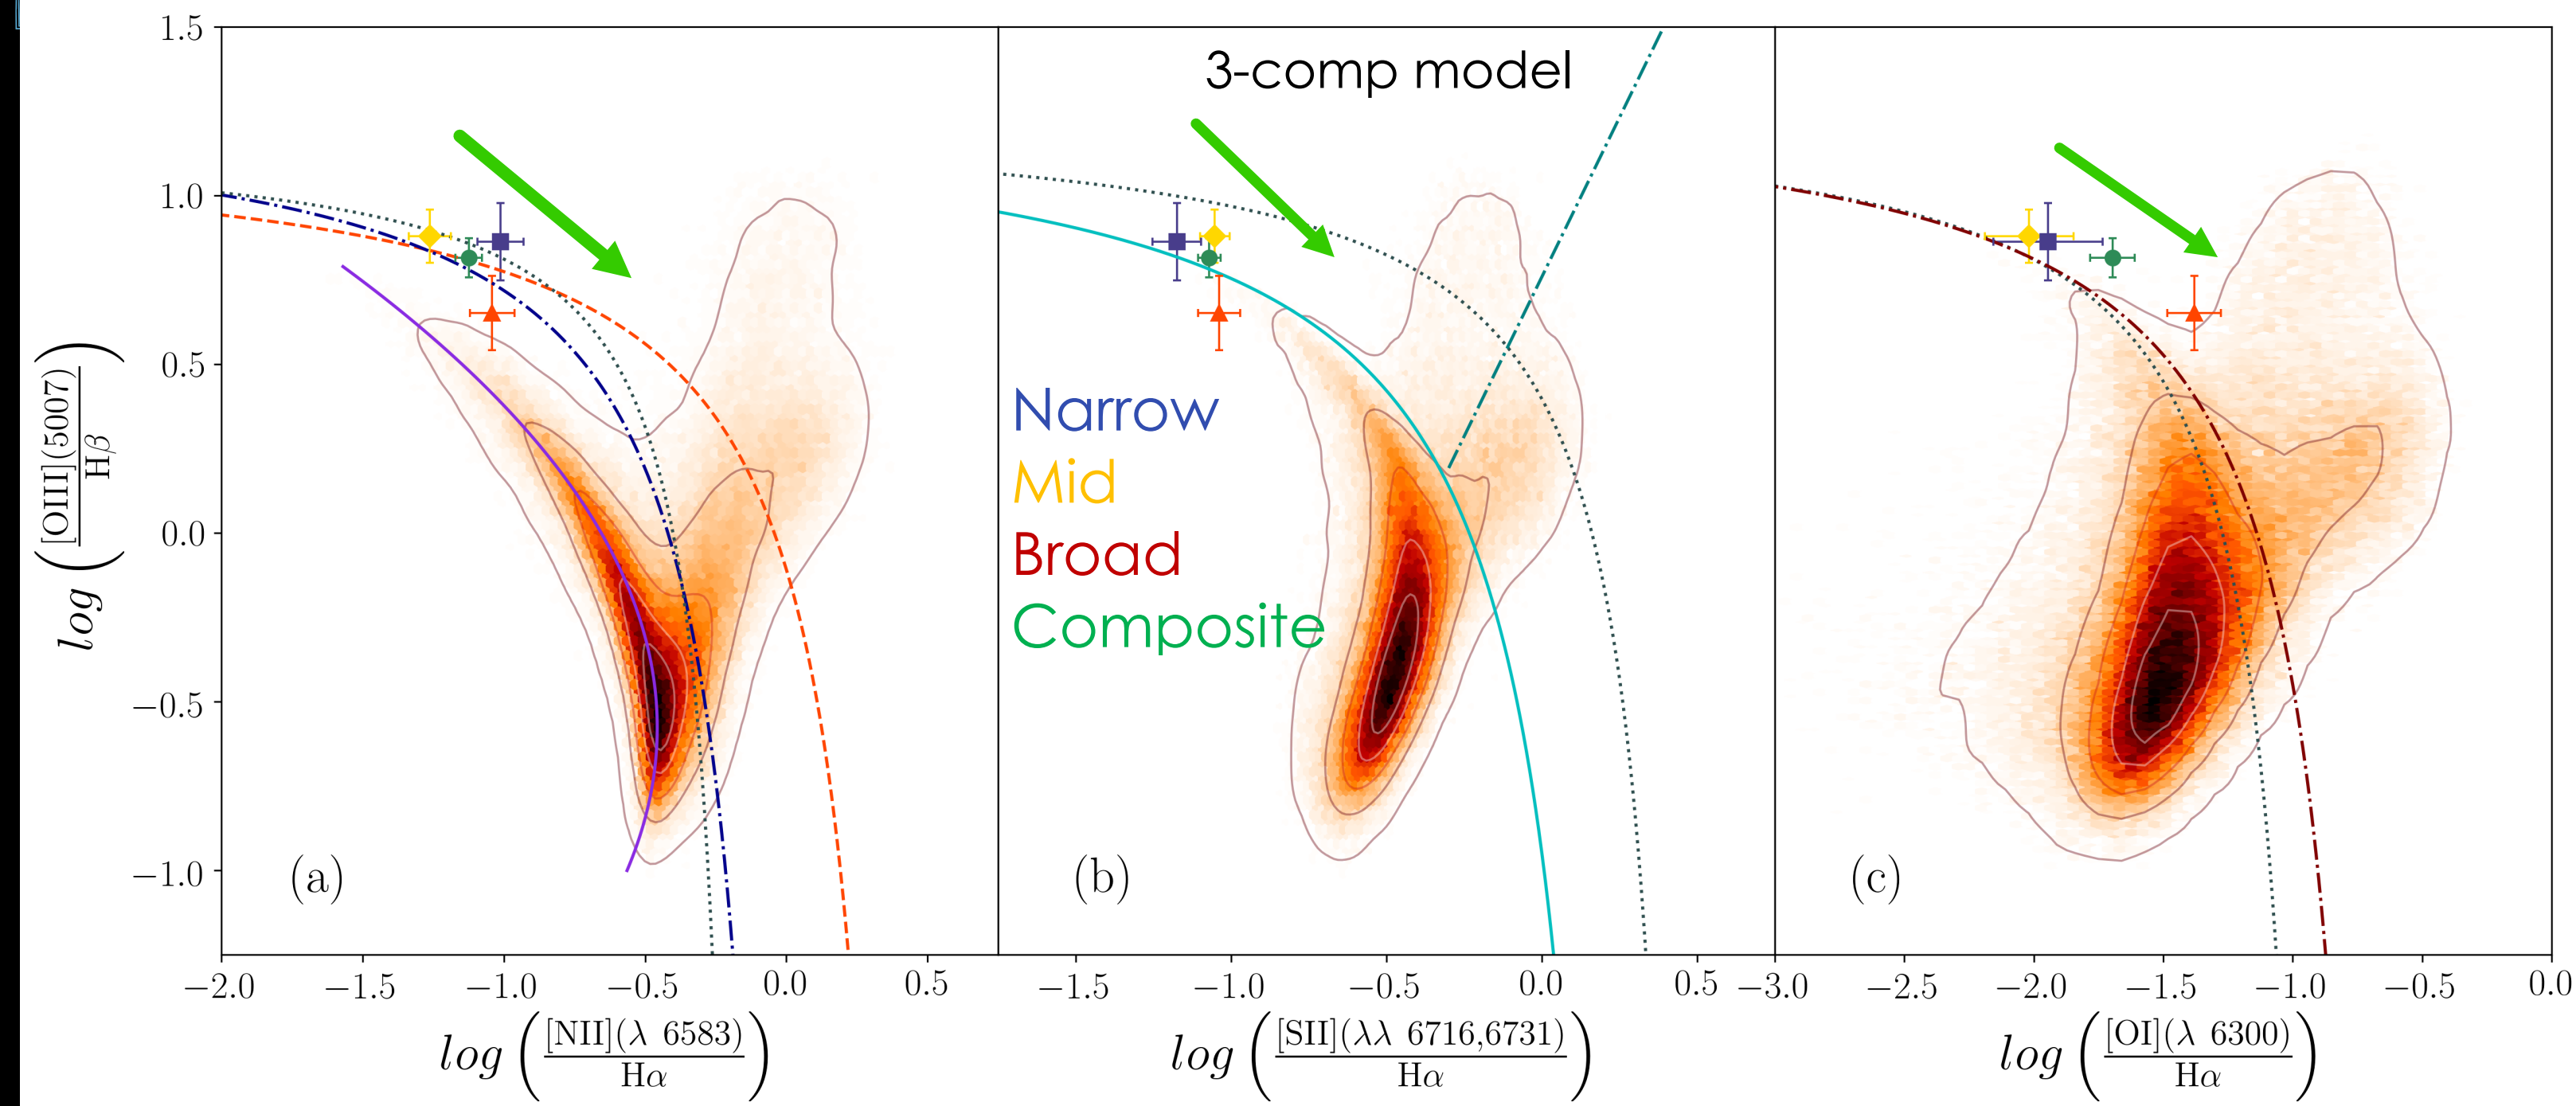 3-comp model
Narrow
Mid
Broad
Composite
1.5
1.0
0.5
0.0
−0.5
−1.0
log ([OIII](5007) / Hβ)
(a)
(b)
(c)
−2.0 −1.5 −1.0 −0.5 0.0 0.5
−1.5 −1.0 −0.5 0.0 0.5
−3.0 −2.5 −2.0 −1.5 −1.0 −0.5 0.0
log ([NII](λ 6583) / Hα)
log ([SII](λλ 6716,6731) / Hα)
log ([OI](λ 6300) / Hα)